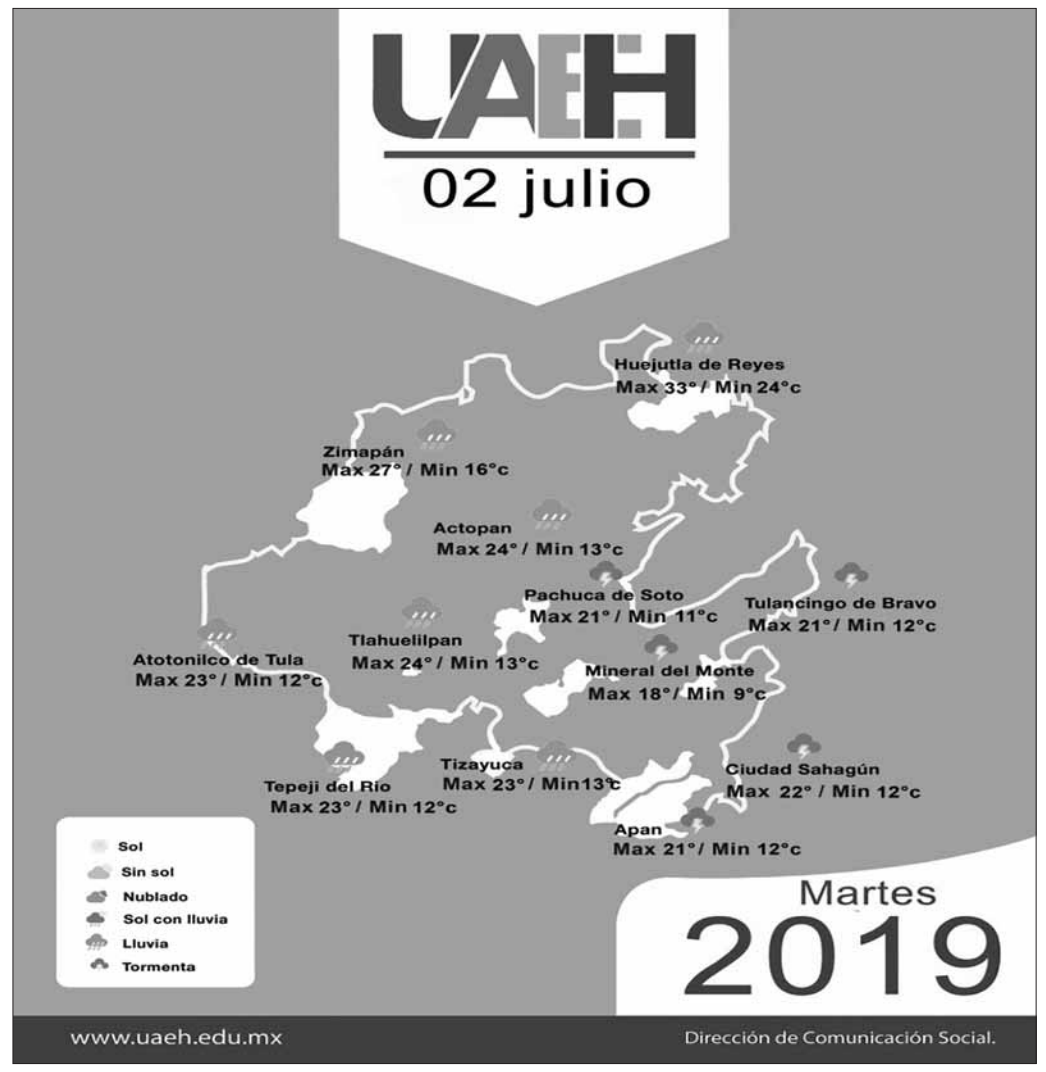 UAEH
02 julio
Huejutla de Reyes
Max 33° / Min 24°c
Zimapán
Max 27° / Min 16°c
Actopan
Max 24° / Min 13°c
Pachuca de Soto
Max 21° / Min 11°c
Tulancingo de Bravo
Max 21° / Min 12°c
Tlahuelilpan
Max 24° / Min 13°c
Atotonilco de Tula
Max 23° / Min 12°c
Mineral del Monte
Max 18° / Min 9°c
Tepeji del Río
Max 23° / Min 12°c
Tizayuca
Max 23° / Min 13°c
Ciudad Sahagún
Max 22° / Min 12°c
Apan
Max 21° / Min 12°c
Sol
Sin sol
Nublado
Sol con lluvia
Lluvia
Tormenta
Martes
2019
www.uaeh.edu.mx
Dirección de Comunicación Social.